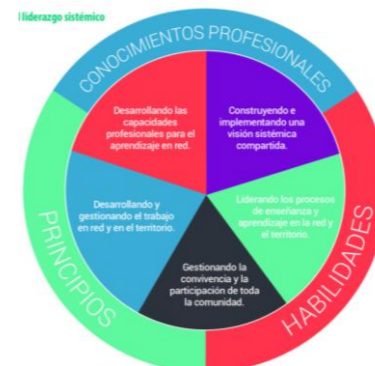 l liderazgo sistémico
CONOCIMIENTOS PROFESIONALES
Desarrollando las
capacidades
profesionales para el
aprendizaje en red.
Construyendo e
implementando una
visión sistémica
compartida.
Desarrollando y
gestionando el trabajo
en red y en el territorio.
Liderando los procesos
de enseñanza y
aprendizaje en la red y
el territorio.
Gestionando la
convivencia y la
participación de toda
la comunidad.
PRINCIPIOS
HABILIDADES